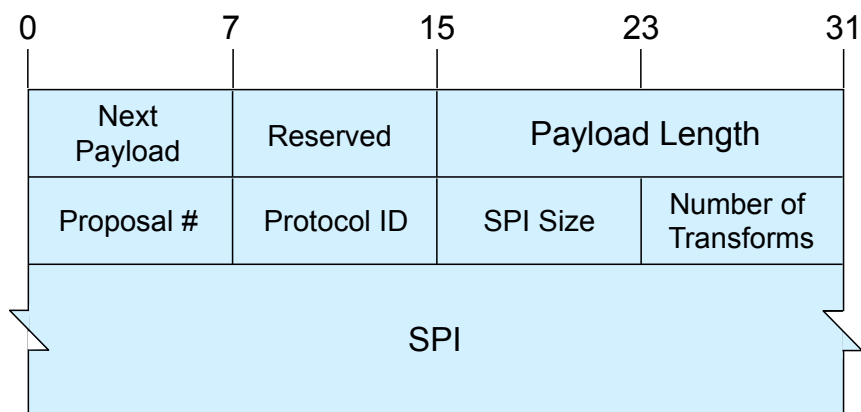 0 7 15 23 31
Next
Payload
Reserved
Payload Length
Proposal #
Protocol ID
SPI Size
Number of
Transforms
SPI